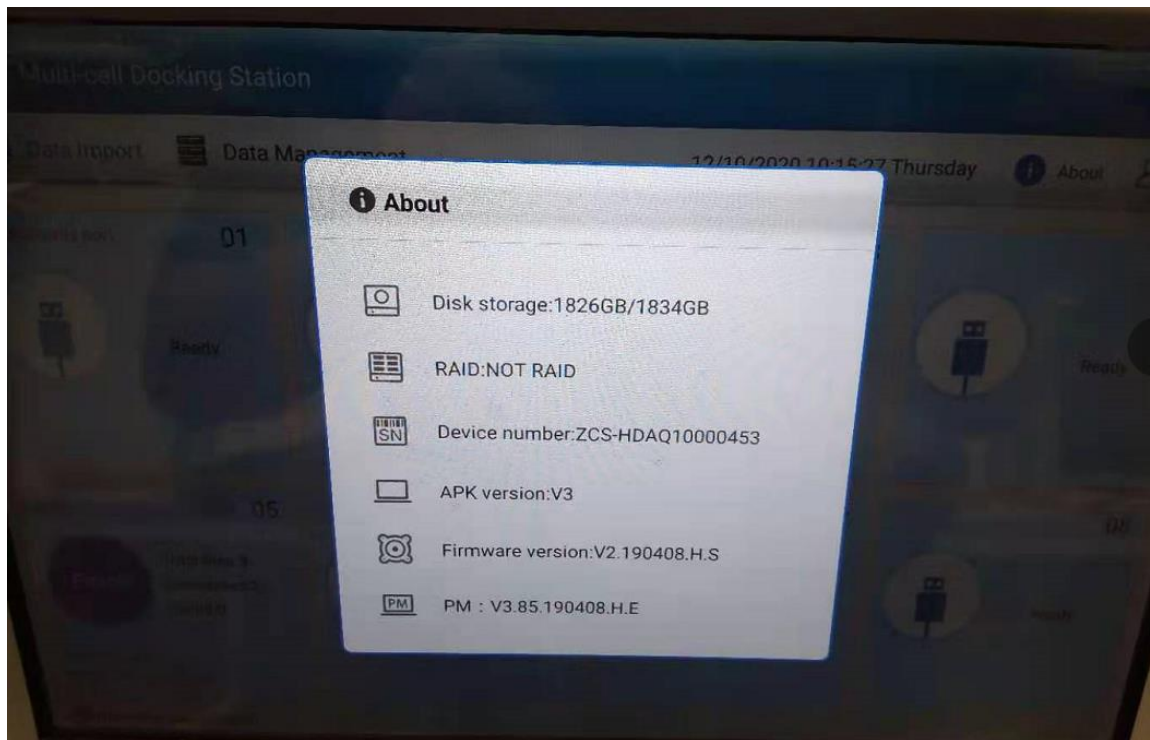 Multi-cell Docking Station
Data Import
Data Management
12/10/2020 10:15:27 Thursday
About
01
Ready
Ready
About
Disk storage:1826GB/1834GB
RAID:NOT RAID
Device number:ZCS-HDAQ10000453
APK version:V3
Firmware version:V2.190408.H.S
PM : V3.85.190408.H.E
05
08
Ready